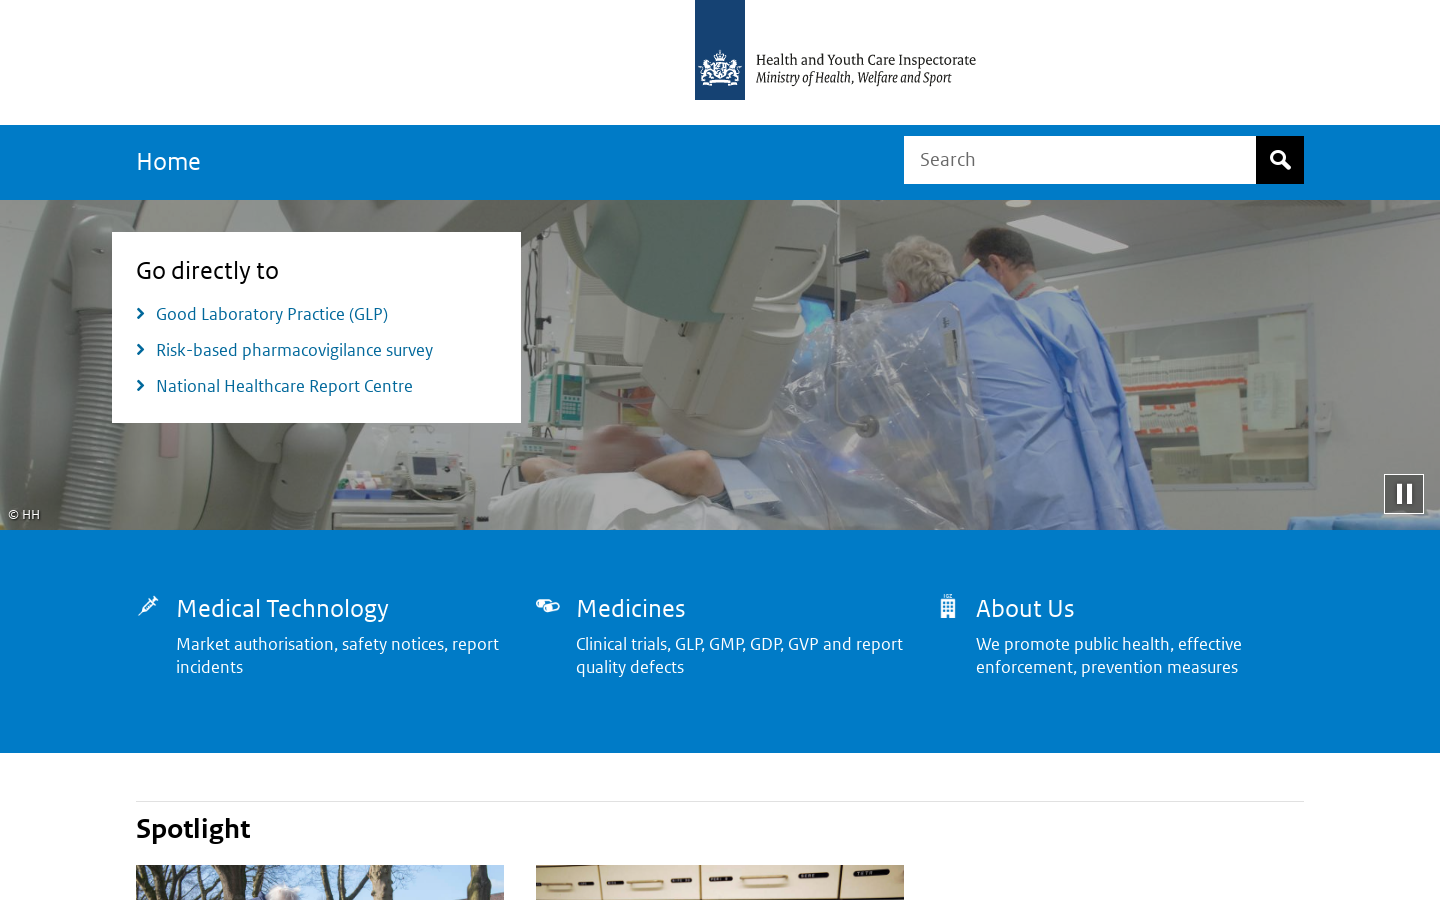 Health and Youth Care Inspectorate
Ministry of Health, Welfare and Sport
Home
Search
Go directly to
Good Laboratory Practice (GLP)
Risk-based pharmacovigilance survey
National Healthcare Report Centre
© HH
Medical Technology
Market authorisation, safety notices, report
incidents
Medicines
Clinical trials, GLP, GMP, GDP, GVP and report
quality defects
About Us
We promote public health, effective
enforcement, prevention measures
Spotlight